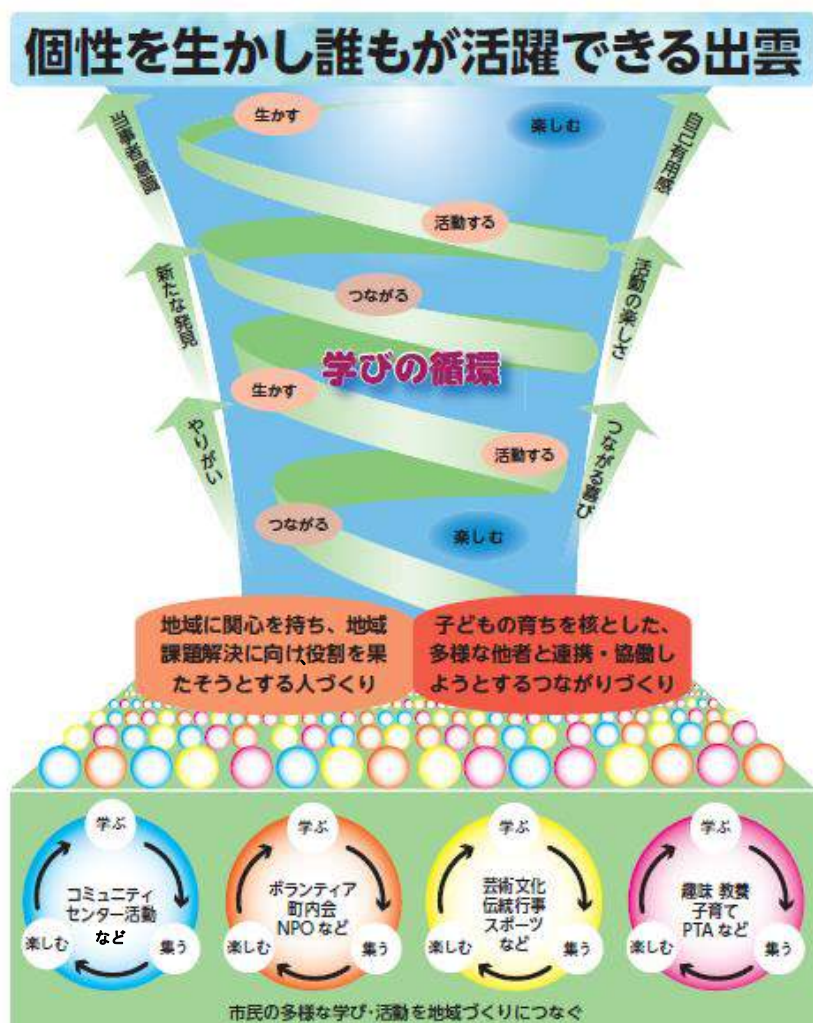 個性を生かし誰もが活躍できる出雲
生かす
楽しむ
当事者意識
自己有用感
活動する
新たな発見
つながる
活動の楽しさ
学びの循環
生かす
やりがい
活動する
つながる喜び
つながる
楽しむ
地域に関心を持ち、地域
課題解決に向け、役割を果
たそうとする人づくり
子どもの育ちを核とした、
多様な他者と連携・協働し
ようとするつながりづくり
学ぶ
コミュニティ
センター活動
など
楽しむ
集う
学ぶ
ボランティア
町内会
NPO など
楽しむ
集う
学ぶ
芸術・文化
伝統行事
スポーツ
など
楽しむ
集う
学ぶ
趣味 教養
子育て
PTA など
楽しむ
集う
市民の多様な学び・活動を地域づくりにつなぐ